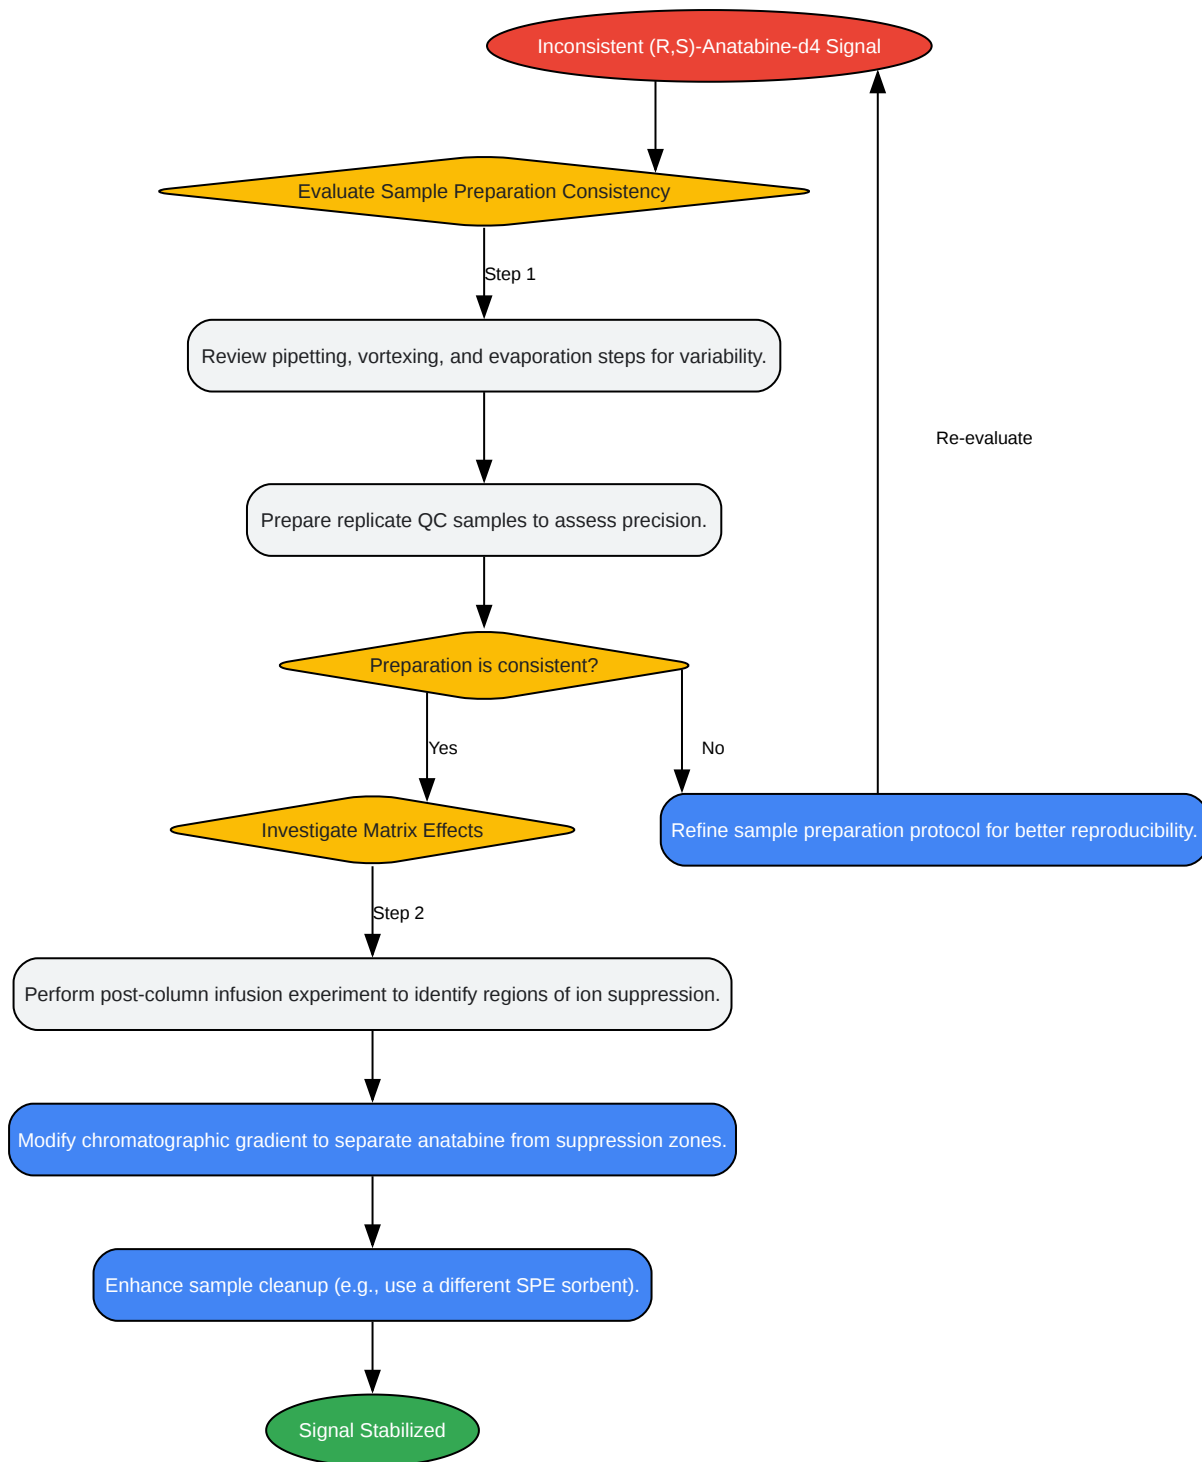 Inconsistent (R,S)-Anatabine-d4 Signal
Evaluate Sample Preparation Consistency
Step 1
Review pipetting, vortexing, and evaporation steps for variability.
Re-evaluate
Prepare replicate QC samples to assess precision.
Preparation is consistent?
Yes
No
Investigate Matrix Effects
Refine sample preparation protocol for better reproducibility.
Step 2
Perform post-column infusion experiment to identify regions of ion suppression.
Modify chromatographic gradient to separate anatabine from suppression zones.
Enhance sample cleanup (e.g., use a different SPE sorbent).
Signal Stabilized